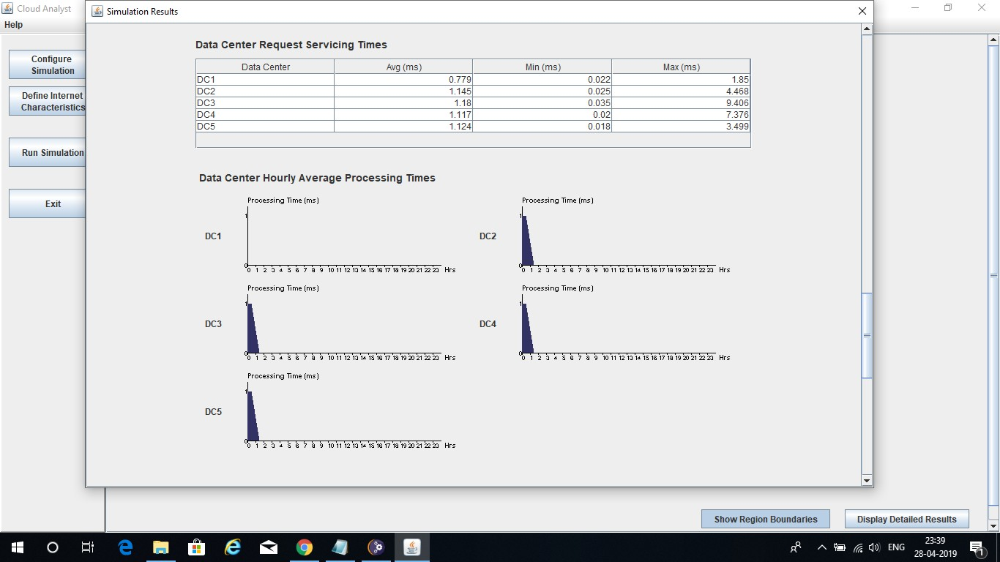 Cloud Analyst
Simulation Results
Help
Configure
Simulation
Define Internet
Characteristics
Run Simulation
Exit
Data Center Request Servicing Times
Data Center Avg (ms) Min (ms) Max (ms)
DC1 0.779 0.022 1.85
DC2 1.145 0.025 4.468
DC3 1.18 0.035 9.406
DC4 1.117 0.02 7.376
DC5 1.124 0.018 3.499
Data Center Hourly Average Processing Times
Processing Time (ms)
1
DC1
0
0 1 2 3 4 5 6 7 8 9 10 11 12 13 14 15 16 17 18 19 20 21 22 23 Hrs
Processing Time (ms)
1
DC2
0
0 1 2 3 4 5 6 7 8 9 10 11 12 13 14 15 16 17 18 19 20 21 22 23 Hrs
Processing Time (ms)
1
DC3
0
0 1 2 3 4 5 6 7 8 9 10 11 12 13 14 15 16 17 18 19 20 21 22 23 Hrs
Processing Time (ms)
1
DC4
0
0 1 2 3 4 5 6 7 8 9 10 11 12 13 14 15 16 17 18 19 20 21 22 23 Hrs
Processing Time (ms)
1
DC5
0
0 1 2 3 4 5 6 7 8 9 10 11 12 13 14 15 16 17 18 19 20 21 22 23 Hrs
Show Region Boundaries
Display Detailed Results
ENG
23:39
28-04-2019
1